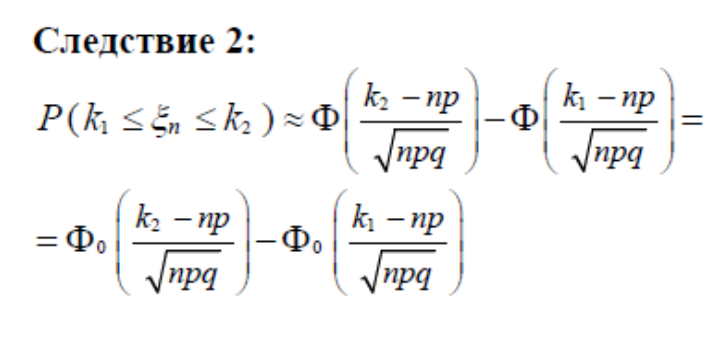 Следствие 2:
P(k₁ ≤ ξₙ ≤ k₂) ≈ Φ((k₂ − np)/√(npq)) − Φ((k₁ − np)/√(npq)) =
= Φ₀((k₂ − np)/√(npq)) − Φ₀((k₁ − np)/√(npq))